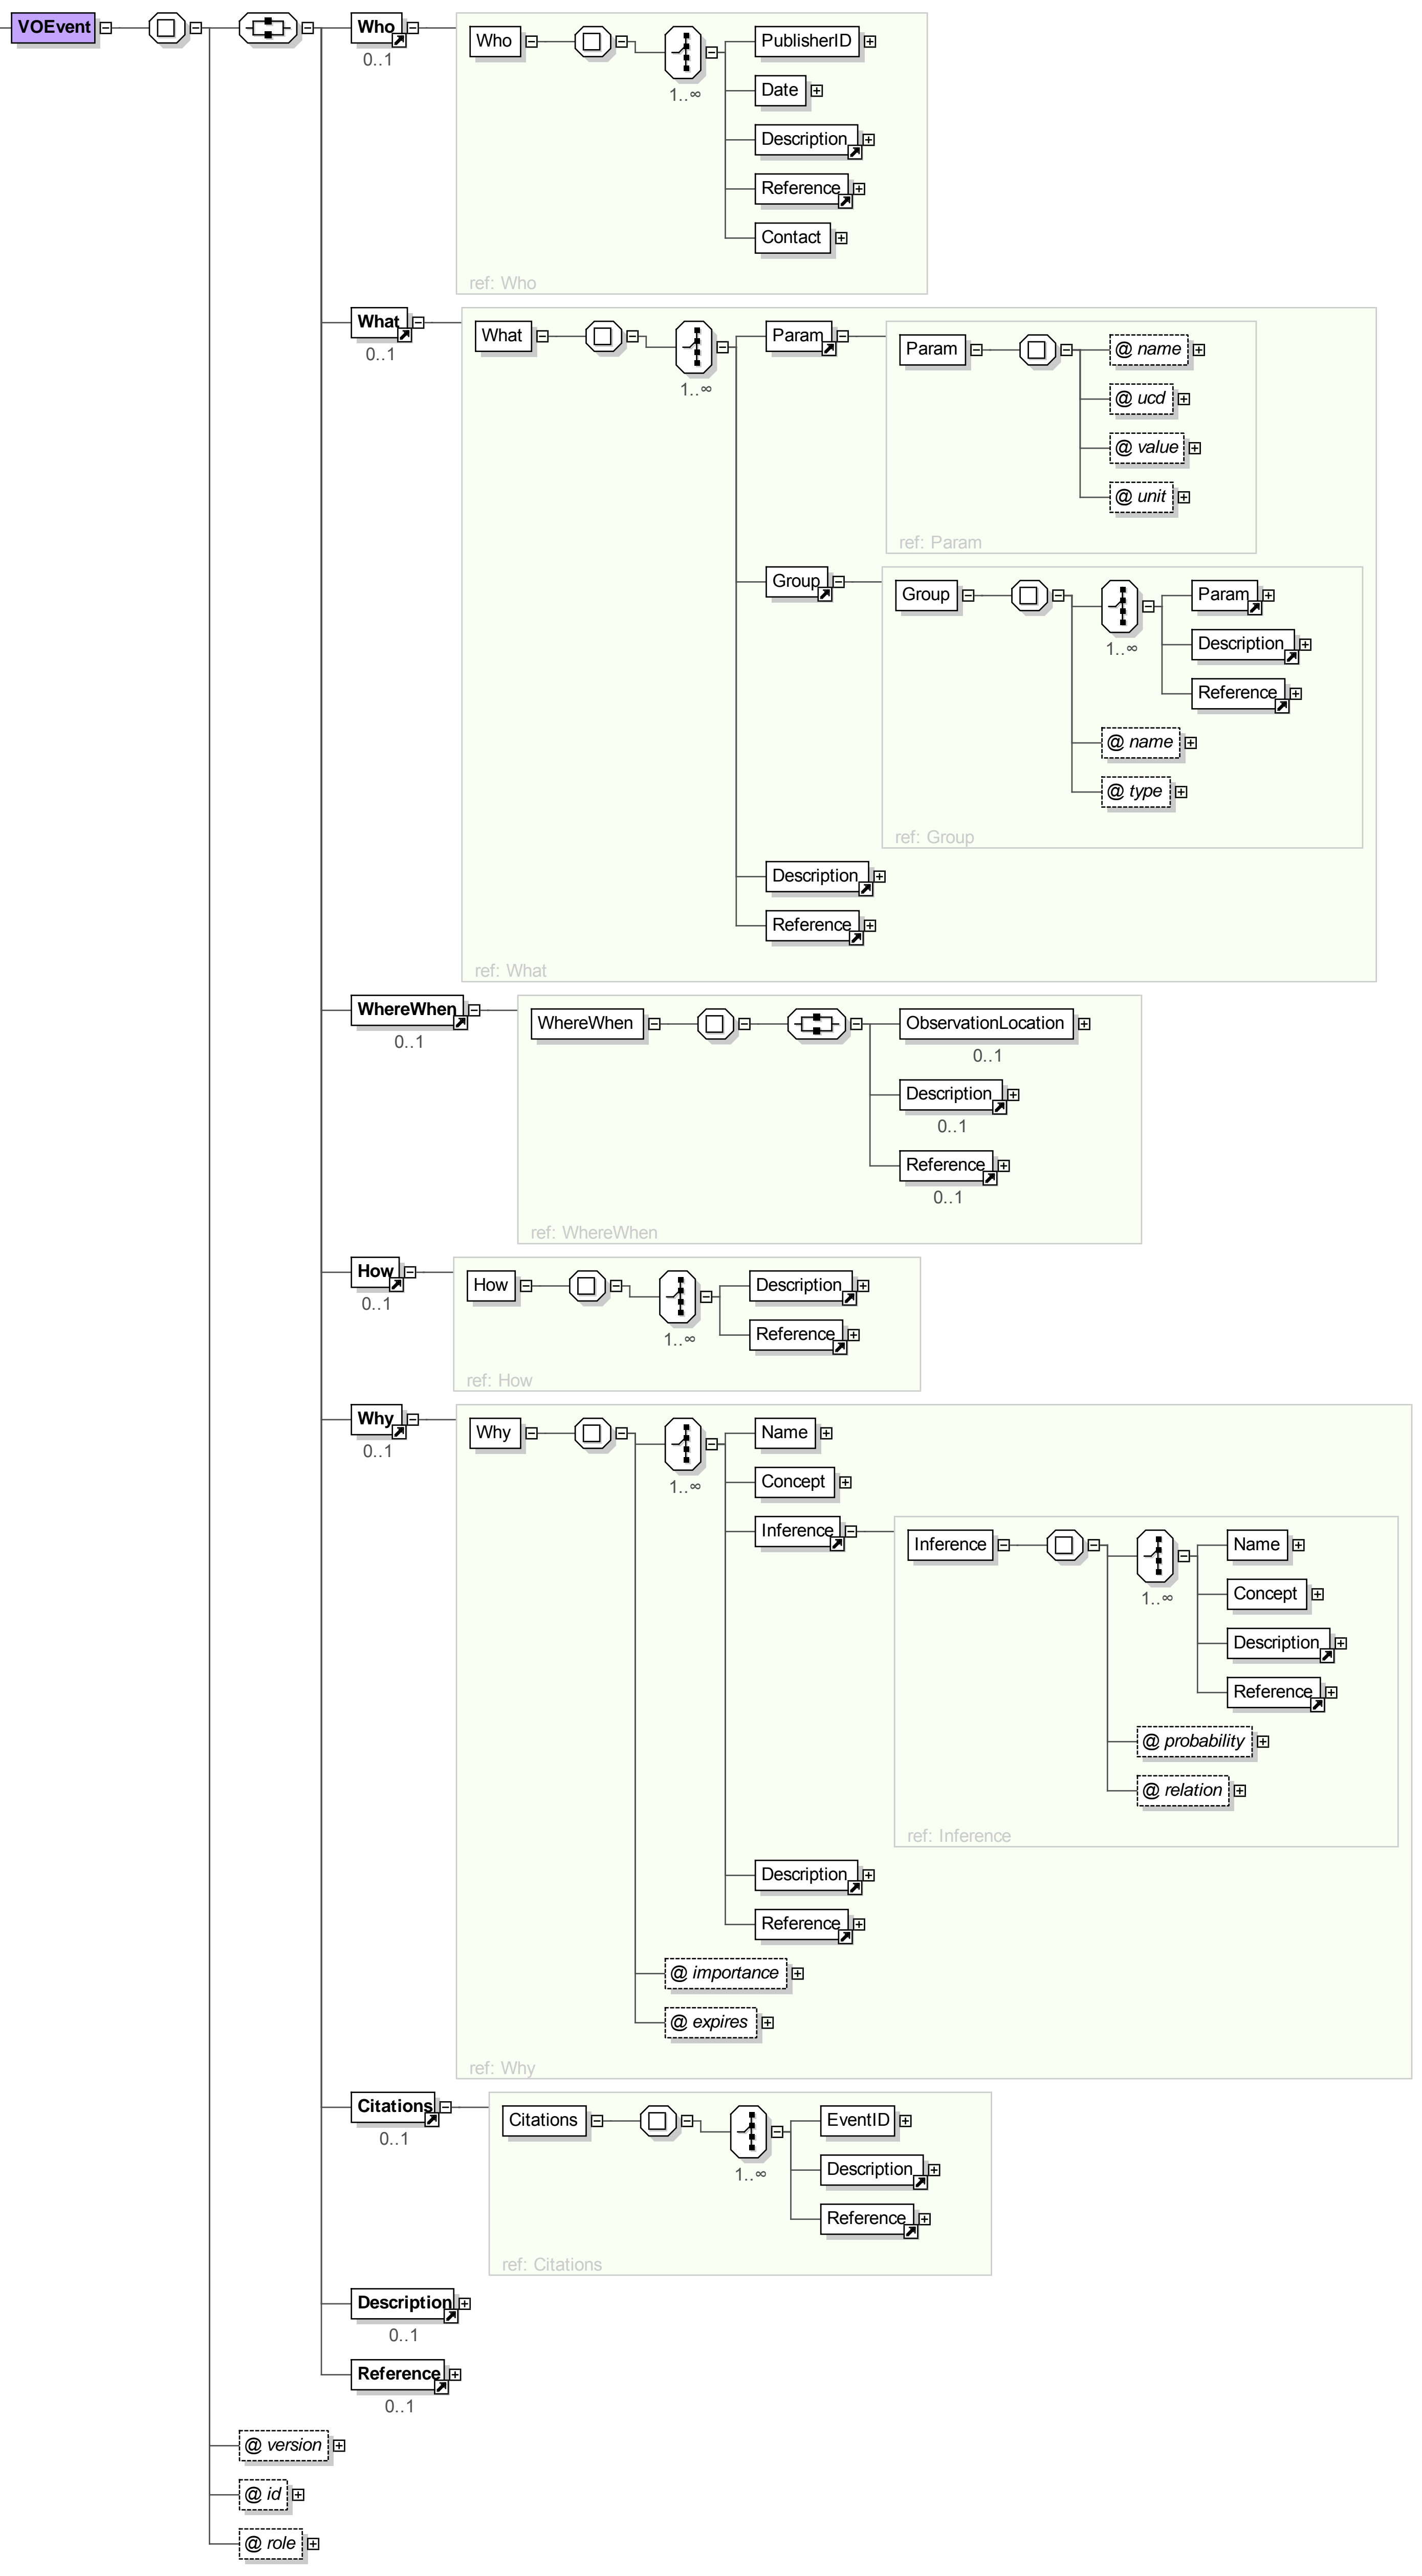 VOEvent
Who
0..1
Who
1..∞
PublisherID
Date
Description
Reference
Contact
ref: Who
What
0..1
What
1..∞
Param
Param
@ name
@ ucd
@ value
@ unit
ref: Param
Group
Group
1..∞
Param
Description
Reference
@ name
@ type
ref: Group
Description
Reference
ref: What
WhereWhen
0..1
WhereWhen
ObservationLocation
0..1
Description
0..1
Reference
0..1
ref: WhereWhen
How
0..1
How
1..∞
Description
Reference
ref: How
Why
0..1
Why
1..∞
Name
Concept
Inference
Inference
1..∞
Name
Concept
Description
Reference
@ probability
@ relation
ref: Inference
Description
Reference
@ importance
@ expires
ref: Why
Citations
0..1
Citations
1..∞
EventID
Description
Reference
ref: Citations
Description
0..1
Reference
0..1
@ version
@ id
@ role